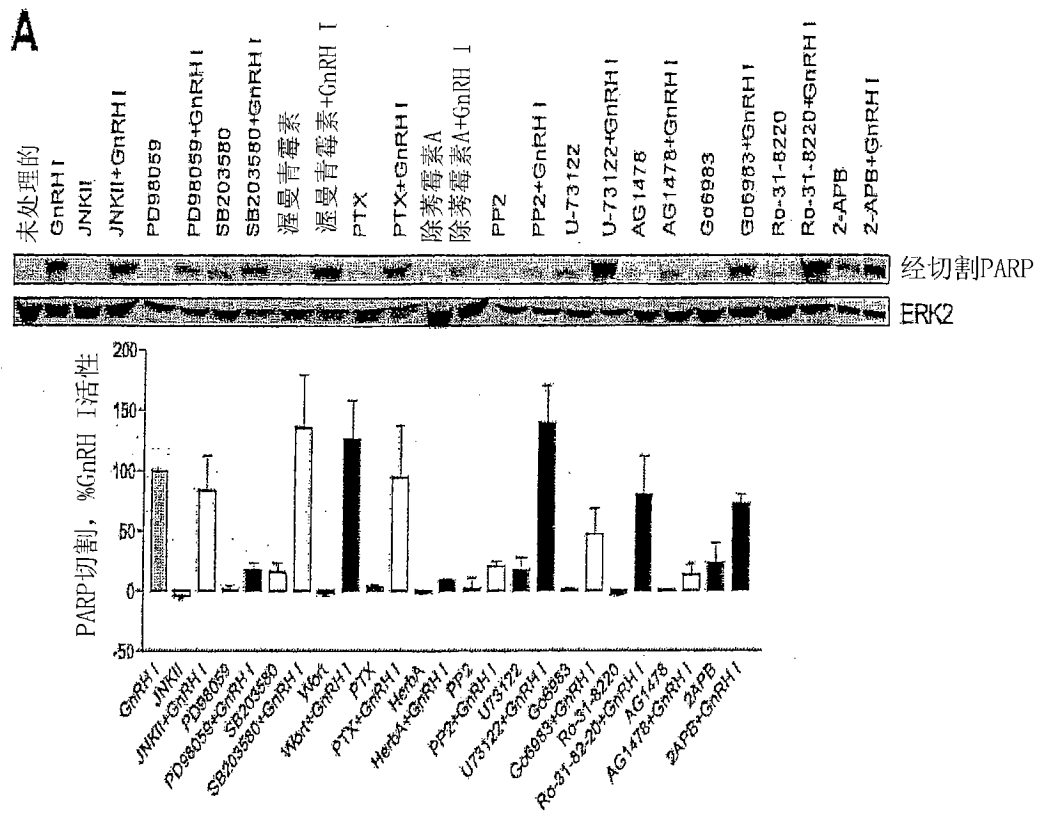 A
未处理的
GnRH I
JNKII
JNKII+GnRH I
PD98059
PD98059+GnRH I
SB203580
SB203580+GnRH I
渥曼青霉素
渥曼青霉素+GnRH I
PTX
PTX+GnRH I
除莠霉素A
除莠霉素A+GnRH I
PP2
PP2+GnRH I
U-73122
U-73122+GnRH I
AG1478
AG1478+GnRH I
Go6983
Go6983+GnRH I
Ro-31-8220
Ro-31-8220+GnRH I
2-APB
2-APB+GnRH I
经切割PARP
ERK2
PARP切割, %GnRH I活性
200
150
100
50
0
-50
GnRH I
JNKII
JNKII+GnRH I
PD98059
PD98059+GnRH I
SB203580
SB203580+GnRH I
Wort
Wort+GnRH I
PTX
PTX+GnRH I
HerbA
HerbA+GnRH I
PP2
PP2+GnRH I
U73122
U73122+GnRH I
Go6983
Go6983+GnRH I
Ro-31-8220
Ro-31-82-20+GnRH I
AG1478
AG1478+GnRH I
2APB
2APB+GnRH I